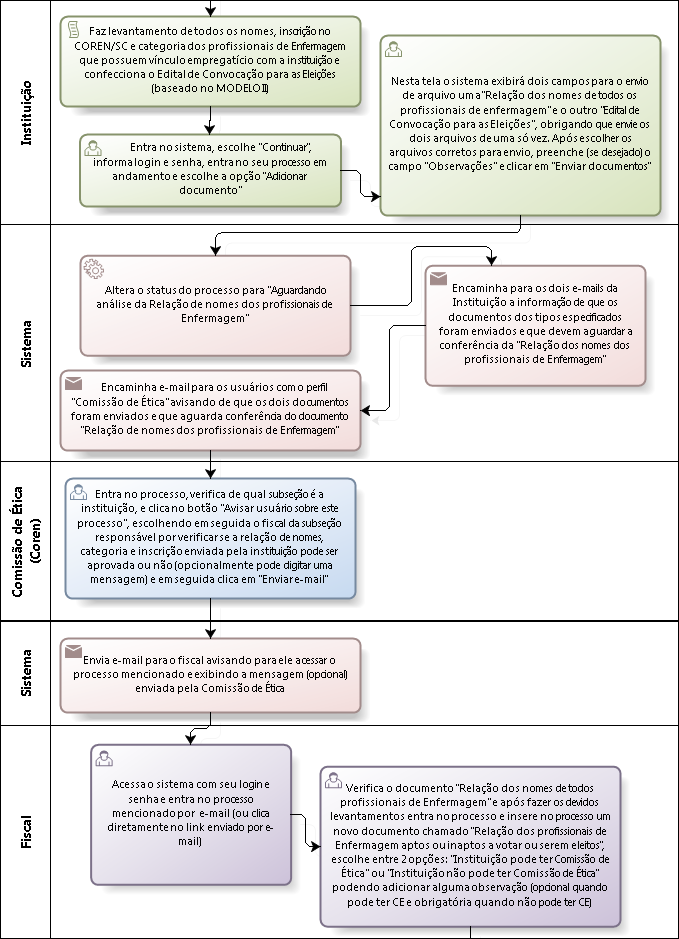 Instituição
Faz levantamento de todos os nomes, inscrição no
COREN/SC e categoria dos profissionais de Enfermagem
que possuem vínculo empregatício com a instituição e
confecciona o Edital de Convocação para as Eleições
(baseado no MODELO II)
Entra no sistema, escolhe "Continuar",
informa login e senha, entra no seu processo em
andamento e escolhe a opção "Adicionar
documento"
Nesta tela o sistema exibirá dois campos para o envio
de arquivo um a "Relação dos nomes de todos os
profissionais de enfermagem" e o outro "Edital de
Convocação para as Eleições", obrigando que envie os
dois arquivos de uma só vez. Após escolher os
arquivos corretos para envio, preenche (se desejado) o
campo "Observações" e clicar em "Enviar documentos"
Sistema
Altera o status do processo para "Aguardando
análise da Relação de nomes dos profissionais de
Enfermagem"
Encaminha para os dois e-mails da
Instituição a informação de que os
documentos dos tipos especificados
foram enviados e que devem aguardar a
conferência da "Relação dos nomes dos
profissionais de Enfermagem"
Encaminha e-mail para os usuários com o perfil
"Comissão de Ética" avisando de que os dois documentos
foram enviados e que aguarda conferência do documento
"Relação de nomes dos profissionais de Enfermagem"
Comissão de Ética
(Coren)
Entra no processo, verifica de qual subseção é a
instituição, e clica no botão "Avisar usuário sobre este
processo", escolhendo em seguida o fiscal da subseção
responsável por verificar se a relação de nomes,
categoria e inscrição enviada pela instituição pode ser
aprovada ou não (opcionalmente pode digitar uma
mensagem) e em seguida clica em "Enviar e-mail"
Sistema
Envia e-mail para o fiscal avisando para ele acessar o
processo mencionado e exibindo a mensagem (opcional)
enviada pela Comissão de Ética
Fiscal
Acessa o sistema com seu login e
senha e entra no processo
mencionado por e-mail (ou clica
diretamente no link enviado por e-
mail)
Verifica o documento "Relação dos nomes de todos
profissionais de Enfermagem" e após fazer os devidos
levantamentos entra no processo e insere no processo um
novo documento chamado "Relação dos profissionais de
Enfermagem aptos ou inaptos a votar ou serem eleitos",
escolhe entre 2 opções: "Instituição pode ter Comissão de
Ética" ou "Instituição não pode ter Comissão de Ética"
podendo adicionar alguma observação (opcional quando
pode ter CE e obrigatória quando não pode ter CE)